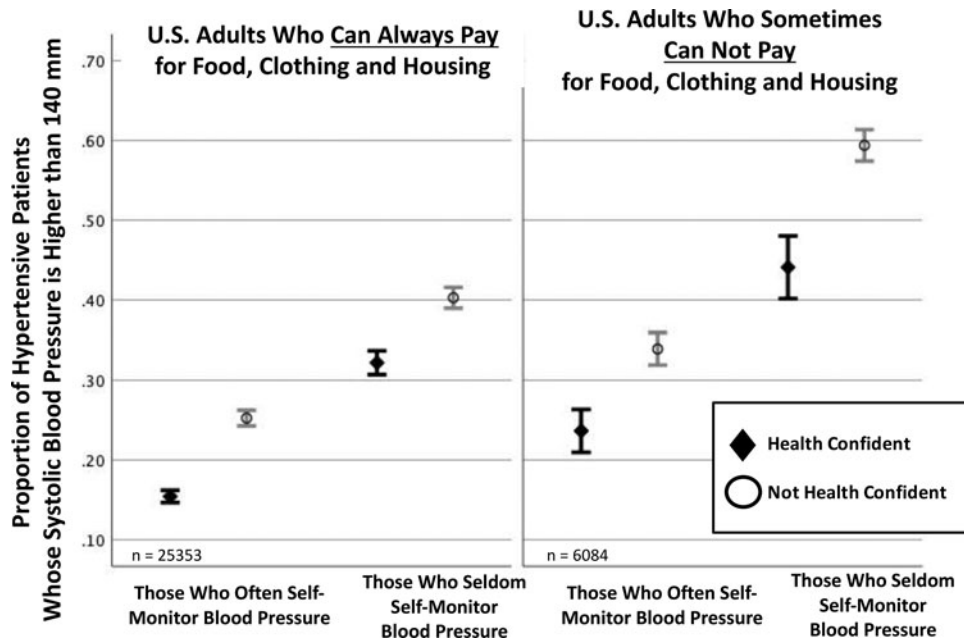 U.S. Adults Who Can Always Pay
for Food, Clothing and Housing
U.S. Adults Who Sometimes
Can Not Pay
for Food, Clothing and Housing
Proportion of Hypertensive Patients
Whose Systolic Blood Pressure is Higher than 140 mm
.70
.60
.50
.40
.30
.20
.10
n = 25353
n = 6084
Health Confident
Not Health Confident
Those Who Often Self-
Monitor Blood Pressure
Those Who Seldom
Self-Monitor
Blood Pressure
Those Who Often Self-
Monitor Blood Pressure
Those Who Seldom
Self-Monitor
Blood Pressure